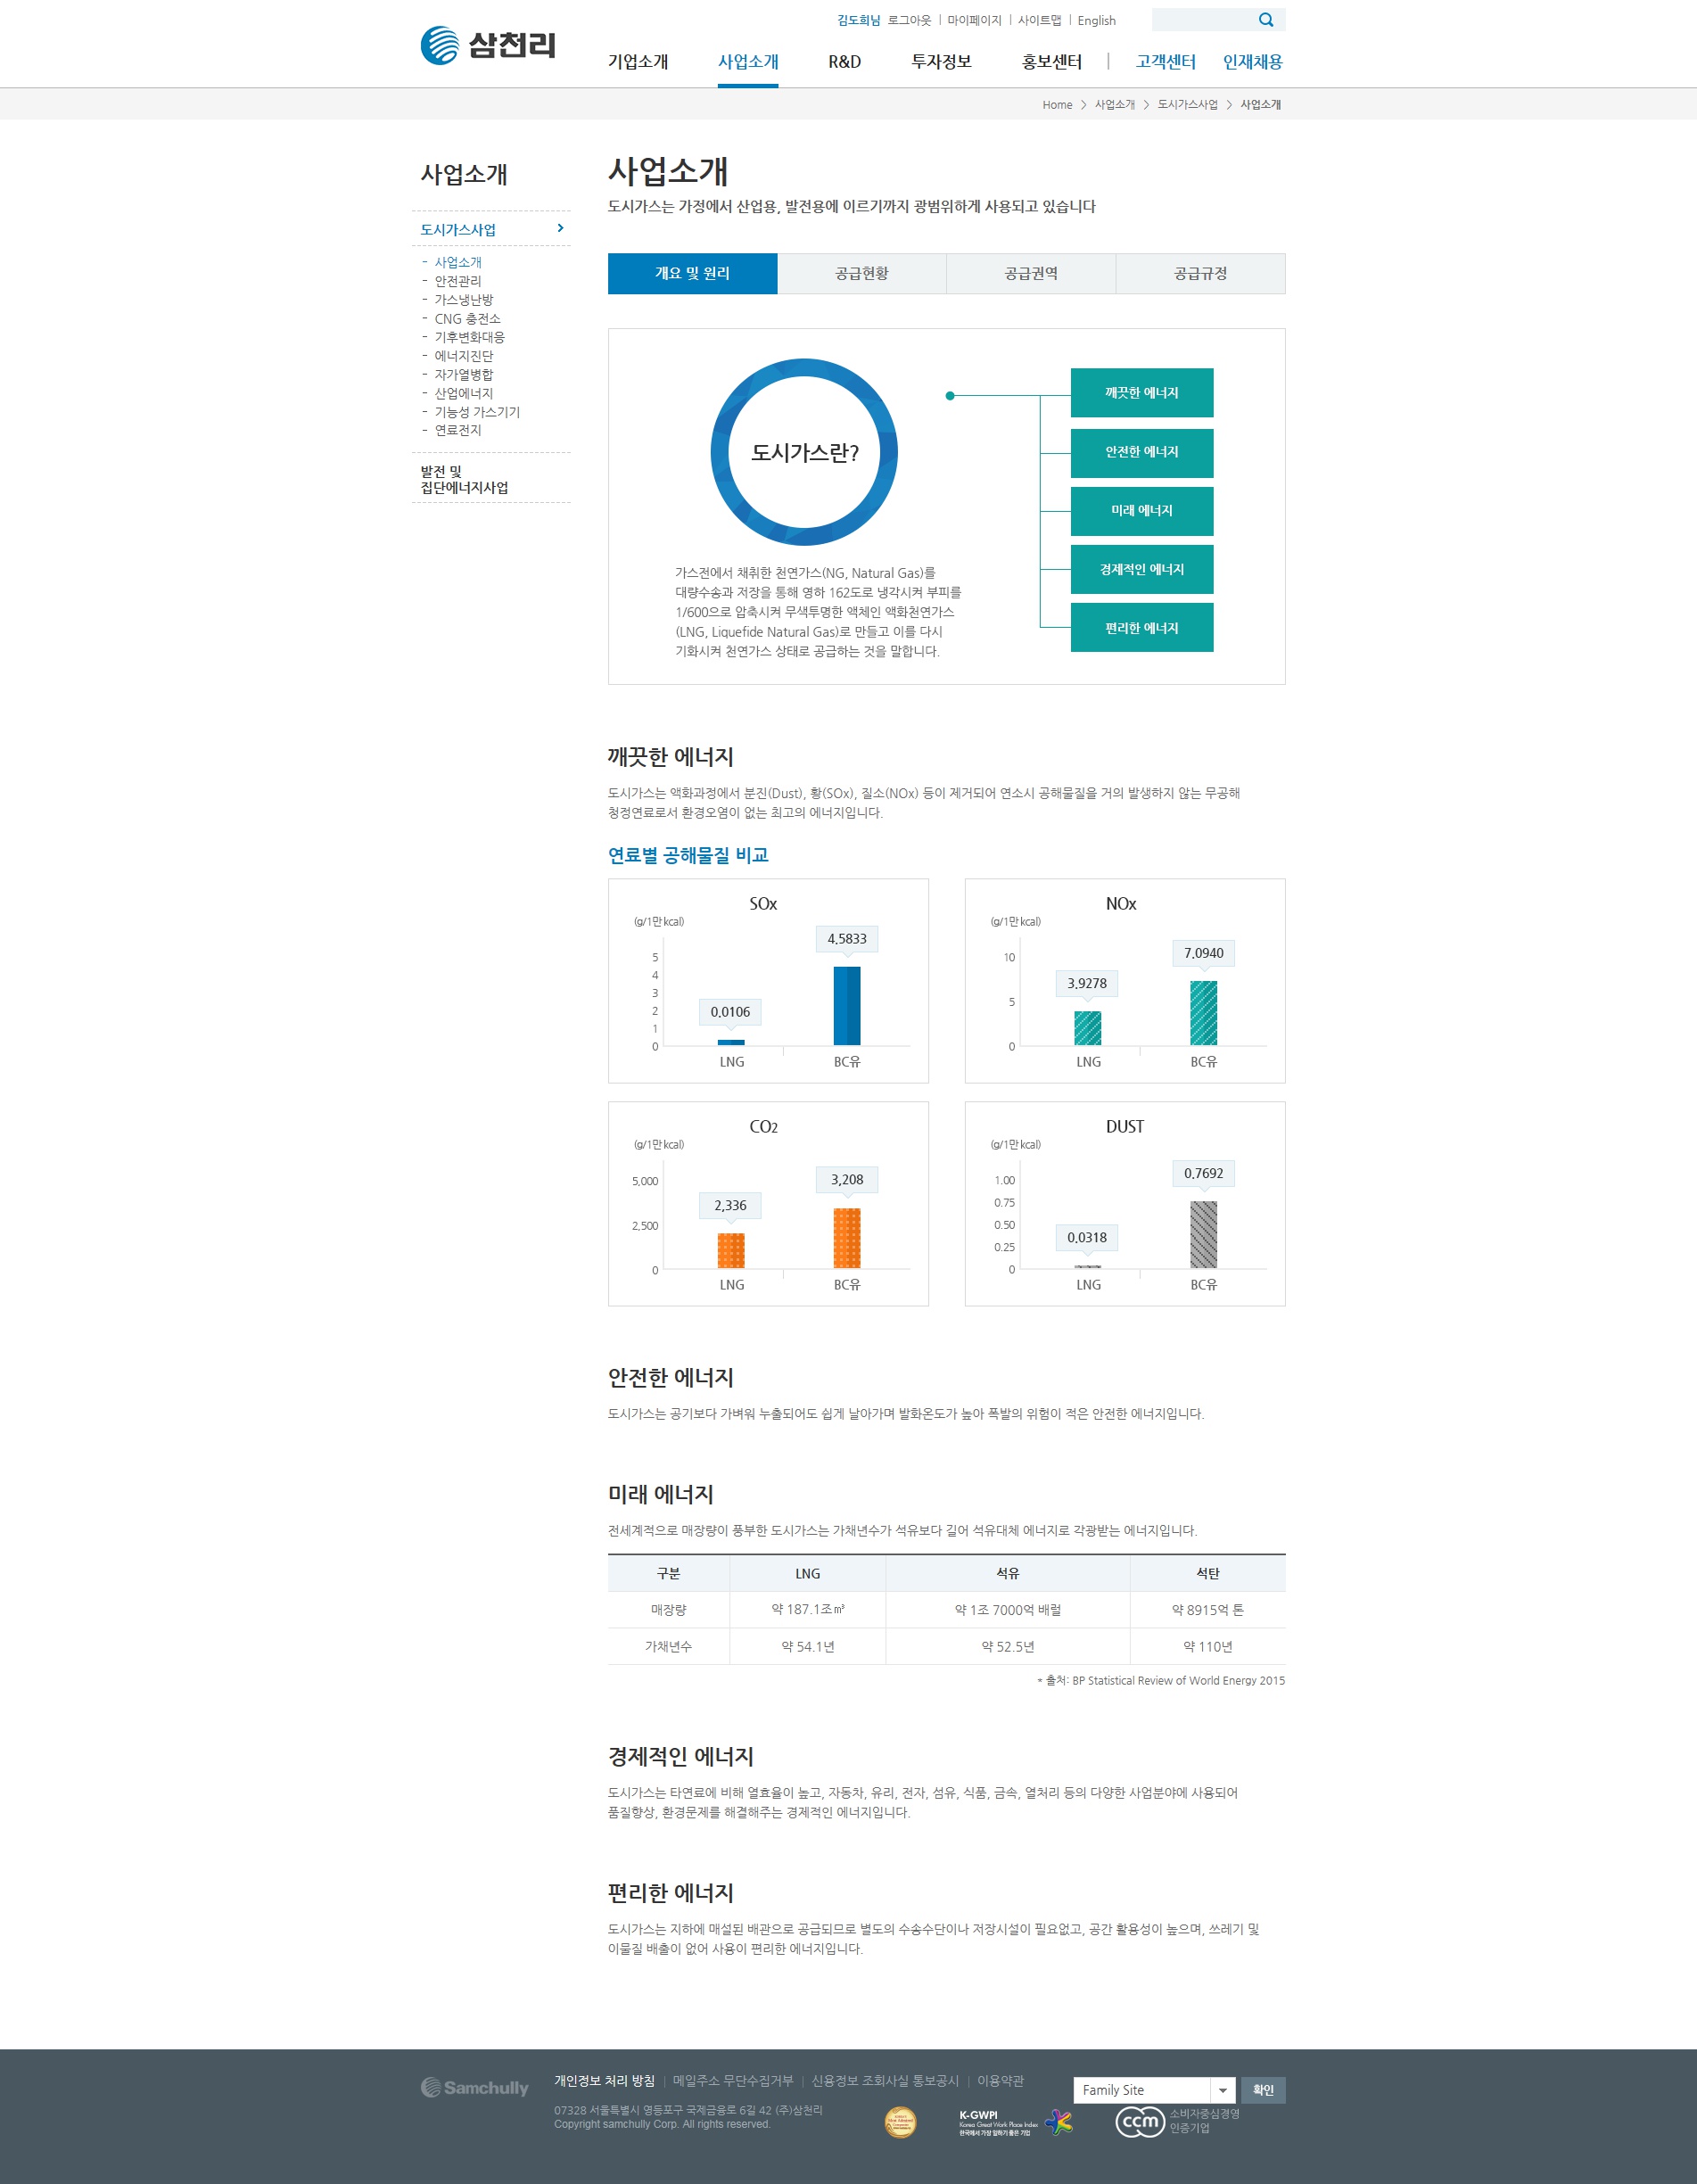 김도희님 로그아웃 | 마이페이지 | 사이트맵 | English
삼천리
기업소개 사업소개 R&D 투자정보 홍보센터 | 고객센터 인재채용
Home > 사업소개 > 도시가스사업 > 사업소개
사업소개
도시가스사업
- 사업소개
- 안전관리
- 가스냉난방
- CNG 충전소
- 기후변화대응
- 에너지진단
- 자가열병합
- 산업에너지
- 기능성 가스기기
- 연료전지
발전 및
집단에너지사업
사업소개
도시가스는 가정에서 산업용, 발전용에 이르기까지 광범위하게 사용되고 있습니다
개요 및 원리 공급현황 공급권역 공급규정
도시가스란?
가스전에서 채취한 천연가스(NG, Natural Gas)를
대량수송과 저장을 통해 영하 162도로 냉각시켜 부피를
1/600으로 압축시켜 무색투명한 액체인 액화천연가스
(LNG, Liquefide Natural Gas)로 만들고 이를 다시
기화시켜 천연가스 상태로 공급하는 것을 말합니다.
깨끗한 에너지
안전한 에너지
미래 에너지
경제적인 에너지
편리한 에너지
깨끗한 에너지
도시가스는 액화과정에서 분진(Dust), 황(SOx), 질소(NOx) 등이 제거되어 연소시 공해물질을 거의 발생하지 않는 무공해
청정연료로서 환경오염이 없는 최고의 에너지입니다.
연료별 공해물질 비교
SOx
(g/1만kcal)
5
4
3
2
1
0
0.0106
4.5833
LNG BC유
NOx
(g/1만kcal)
10
5
0
3.9278
7.0940
LNG BC유
CO2
(g/1만kcal)
5,000
2,500
0
2,336
3,208
LNG BC유
DUST
(g/1만kcal)
1.00
0.75
0.50
0.25
0
0.0318
0.7692
LNG BC유
안전한 에너지
도시가스는 공기보다 가벼워 누출되어도 쉽게 날아가며 발화온도가 높아 폭발의 위험이 적은 안전한 에너지입니다.
미래 에너지
전세계적으로 매장량이 풍부한 도시가스는 가채년수가 석유보다 길어 석유대체 에너지로 각광받는 에너지입니다.
구분 LNG 석유 석탄
매장량 약 187.1조㎥ 약 1조 7000억 배럴 약 8915억 톤
가채년수 약 54.1년 약 52.5년 약 110년
* 출처: BP Statistical Review of World Energy 2015
경제적인 에너지
도시가스는 타연료에 비해 열효율이 높고, 자동차, 유리, 전자, 섬유, 식품, 금속, 열처리 등의 다양한 사업분야에 사용되어
품질향상, 환경문제를 해결해주는 경제적인 에너지입니다.
편리한 에너지
도시가스는 지하에 매설된 배관으로 공급되므로 별도의 수송수단이나 저장시설이 필요없고, 공간 활용성이 높으며, 쓰레기 및
이물질 배출이 없어 사용이 편리한 에너지입니다.
Samchully
개인정보 처리 방침 | 메일주소 무단수집거부 | 신용정보 조회사실 통보공시 | 이용약관
Family Site 확인
07328 서울특별시 영등포구 국제금융로 6길 42 (주)삼천리
Copyright samchully Corp. All rights reserved.
K-GWPI
Korea Great Work Place Index
한국에서 가장 일하기 좋은 기업
ccm
소비자중심경영
인증기업